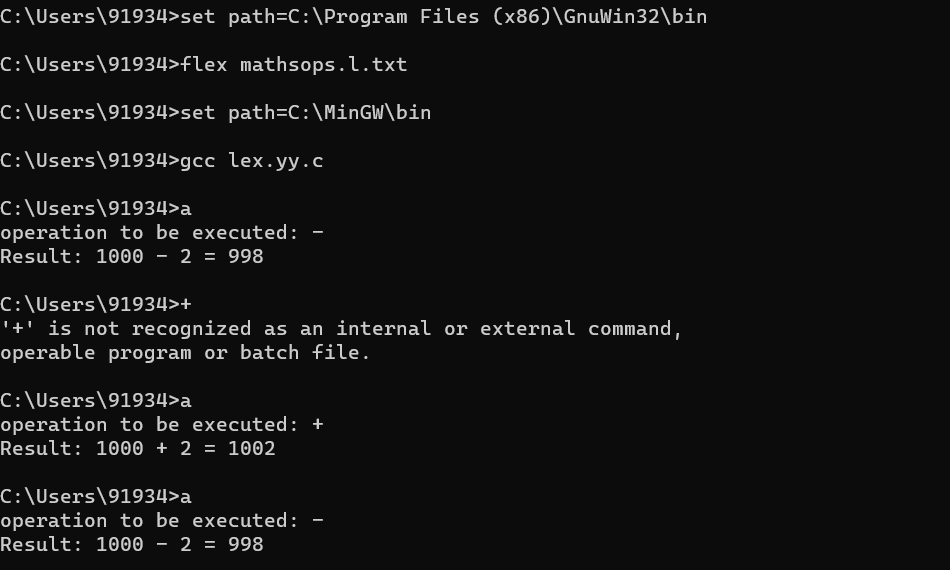 C:\Users\91934>set path=C:\Program Files (x86)\GnuWin32\bin
C:\Users\91934>flex mathsops.l.txt
C:\Users\91934>set path=C:\MinGW\bin
C:\Users\91934>gcc lex.yy.c
C:\Users\91934>a
operation to be executed: -
Result: 1000 - 2 = 998
C:\Users\91934>+
'+' is not recognized as an internal or external command,
operable program or batch file.
C:\Users\91934>a
operation to be executed: +
Result: 1000 + 2 = 1002
C:\Users\91934>a
operation to be executed: -
Result: 1000 - 2 = 998